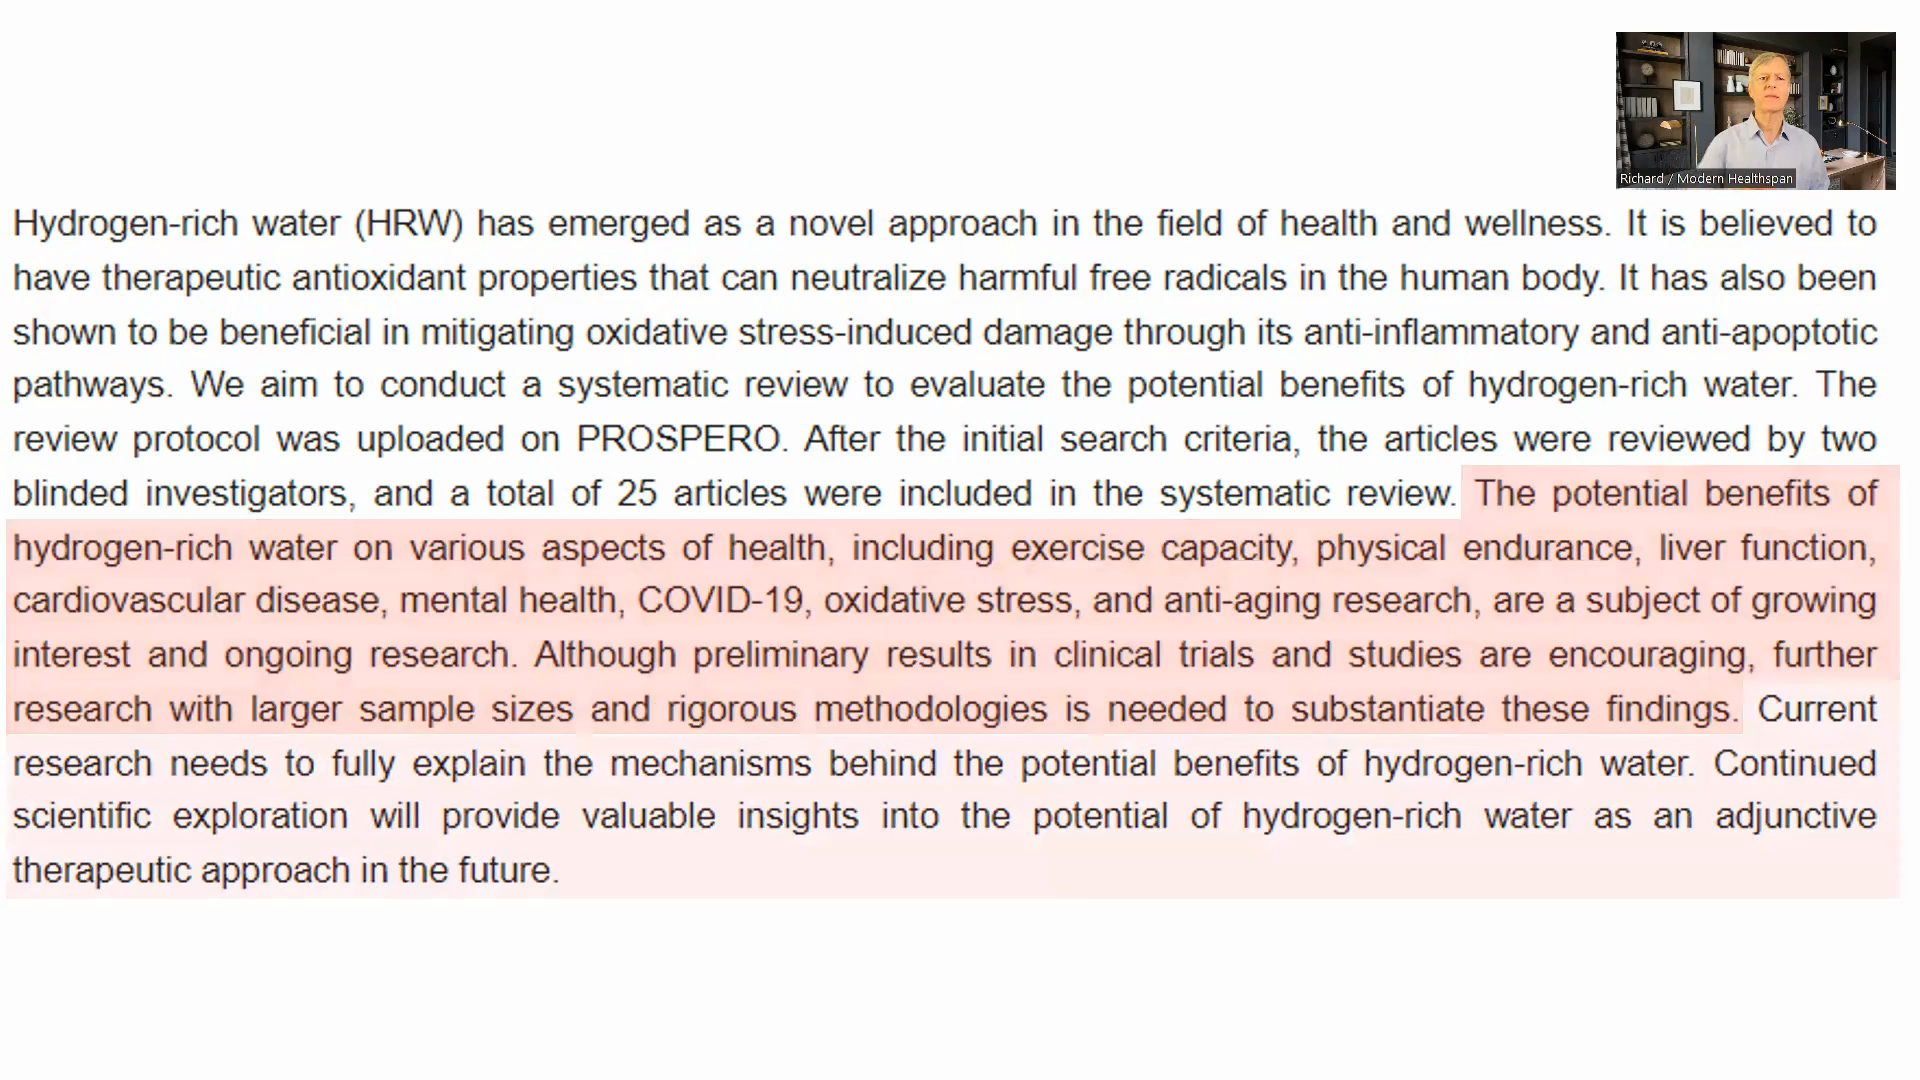 Richard / Modern Healthspan
Hydrogen-rich water (HRW) has emerged as a novel approach in the field of health and wellness. It is believed to
have therapeutic antioxidant properties that can neutralize harmful free radicals in the human body. It has also been
shown to be beneficial in mitigating oxidative stress-induced damage through its anti-inflammatory and anti-apoptotic
pathways. We aim to conduct a systematic review to evaluate the potential benefits of hydrogen-rich water. The
review protocol was uploaded on PROSPERO. After the initial search criteria, the articles were reviewed by two
blinded investigators, and a total of 25 articles were included in the systematic review. The potential benefits of
hydrogen-rich water on various aspects of health, including exercise capacity, physical endurance, liver function,
cardiovascular disease, mental health, COVID-19, oxidative stress, and anti-aging research, are a subject of growing
interest and ongoing research. Although preliminary results in clinical trials and studies are encouraging, further
research with larger sample sizes and rigorous methodologies is needed to substantiate these findings. Current
research needs to fully explain the mechanisms behind the potential benefits of hydrogen-rich water. Continued
scientific exploration will provide valuable insights into the potential of hydrogen-rich water as an adjunctive
therapeutic approach in the future.